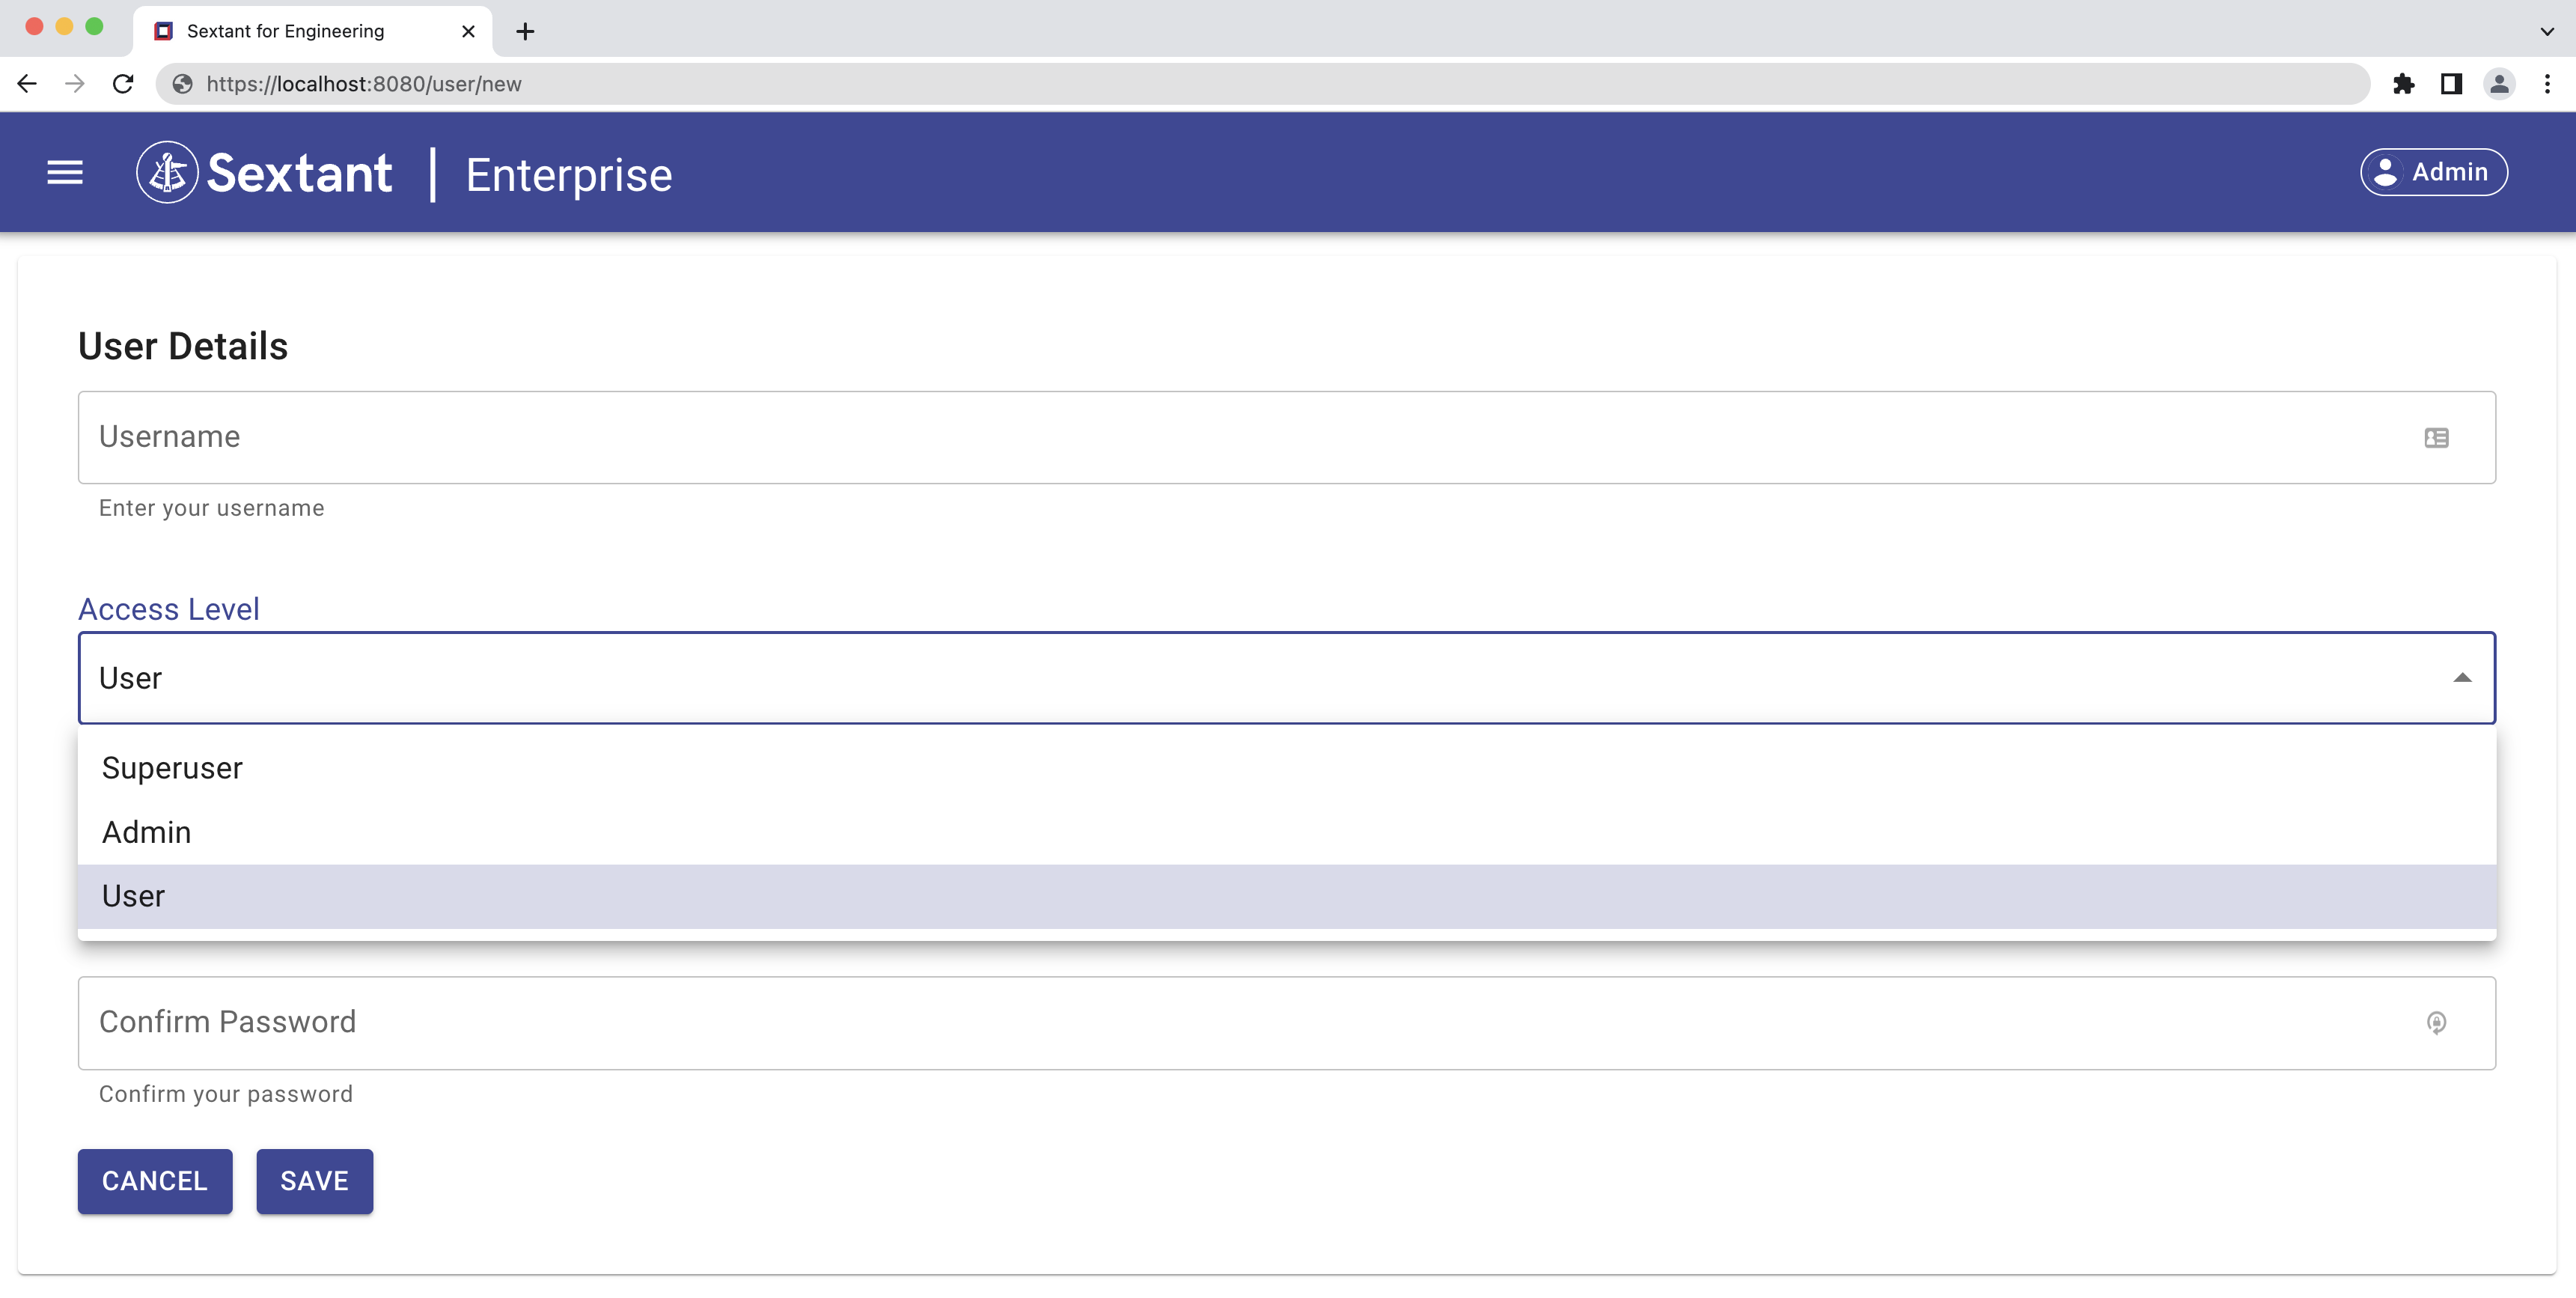 Sextant for Engineering
https://localhost:8080/user/new
Sextant | Enterprise
Admin
User Details
Username
Enter your username
Access Level
User
Superuser
Admin
User
Confirm Password
Confirm your password
CANCEL SAVE